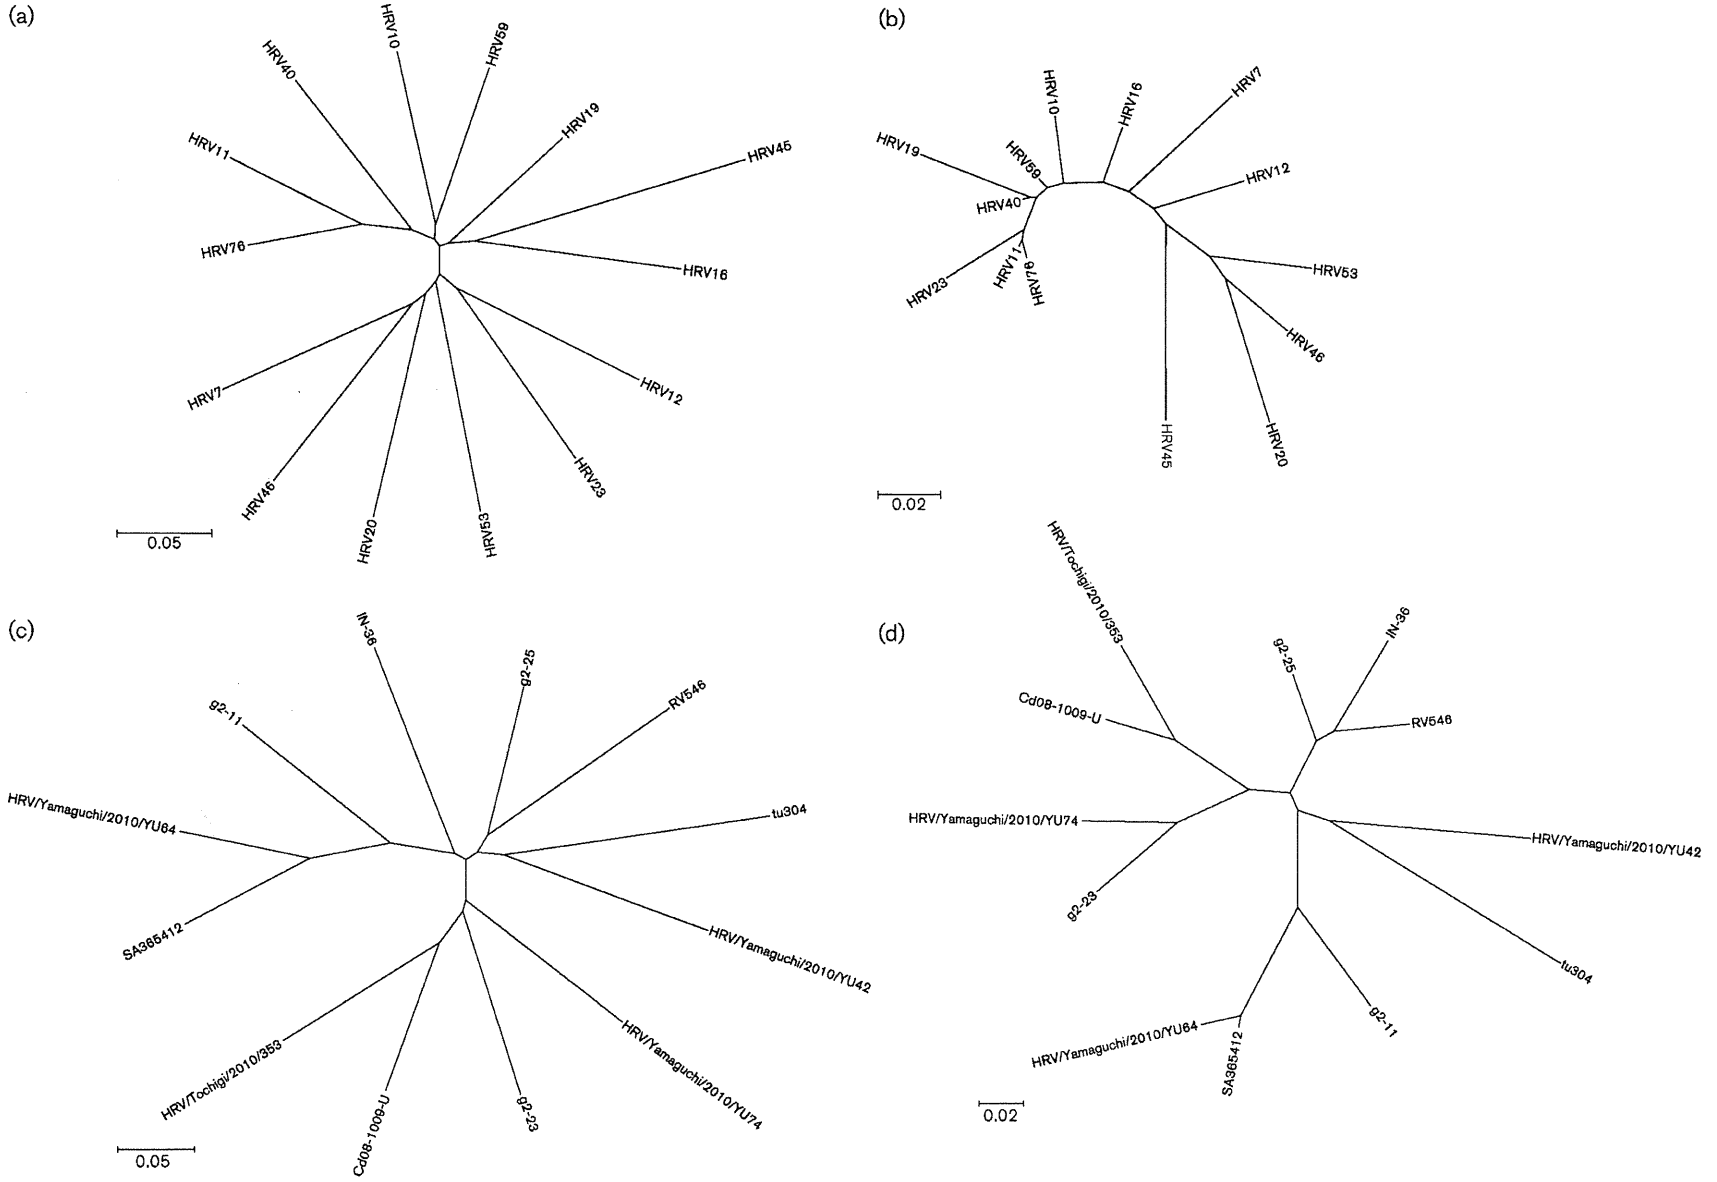 (a)
HRV10
HRV59
HRV40
HRV19
HRV11
HRV45
HRV76
HRV16
HRV7
HRV12
HRV46
HRV23
HRV20
HRV53
0.05
(b)
HRV10
HRV16
HRV7
HRV19
HRV59
HRV12
HRV40
HRV11
HRV76
HRV23
HRV53
HRV46
HRV45
HRV20
0.02
(c)
IN-36
g2-25
g2-11
RV546
HRV/Yamaguchi/2010/YU64
tu304
SA365412
HRV/Yamaguchi/2010/YU42
HRV/Tochigi/2010/353
HRV/Yamaguchi/2010/YU74
Cd08-1009-U
g2-23
0.05
(d)
HRV/Tochigi/2010/353
IN-36
g2-25
Cd08-1009-U
RV546
HRV/Yamaguchi/2010/YU74
HRV/Yamaguchi/2010/YU42
g2-23
tu304
g2-11
HRV/Yamaguchi/2010/YU64
SA365412
0.02